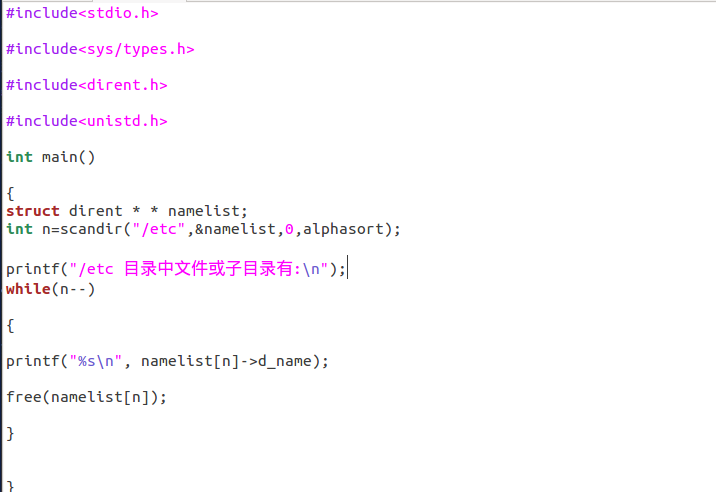 #include<stdio.h>
#include<sys/types.h>
#include<dirent.h>
#include<unistd.h>
int main()
{
struct dirent * * namelist;
int n=scandir("/etc",&namelist,0,alphasort);
printf("/etc 目录中文件或子目录有:\n");
while(n--)
{
printf("%s\n", namelist[n]->d_name);
free(namelist[n]);
}
}